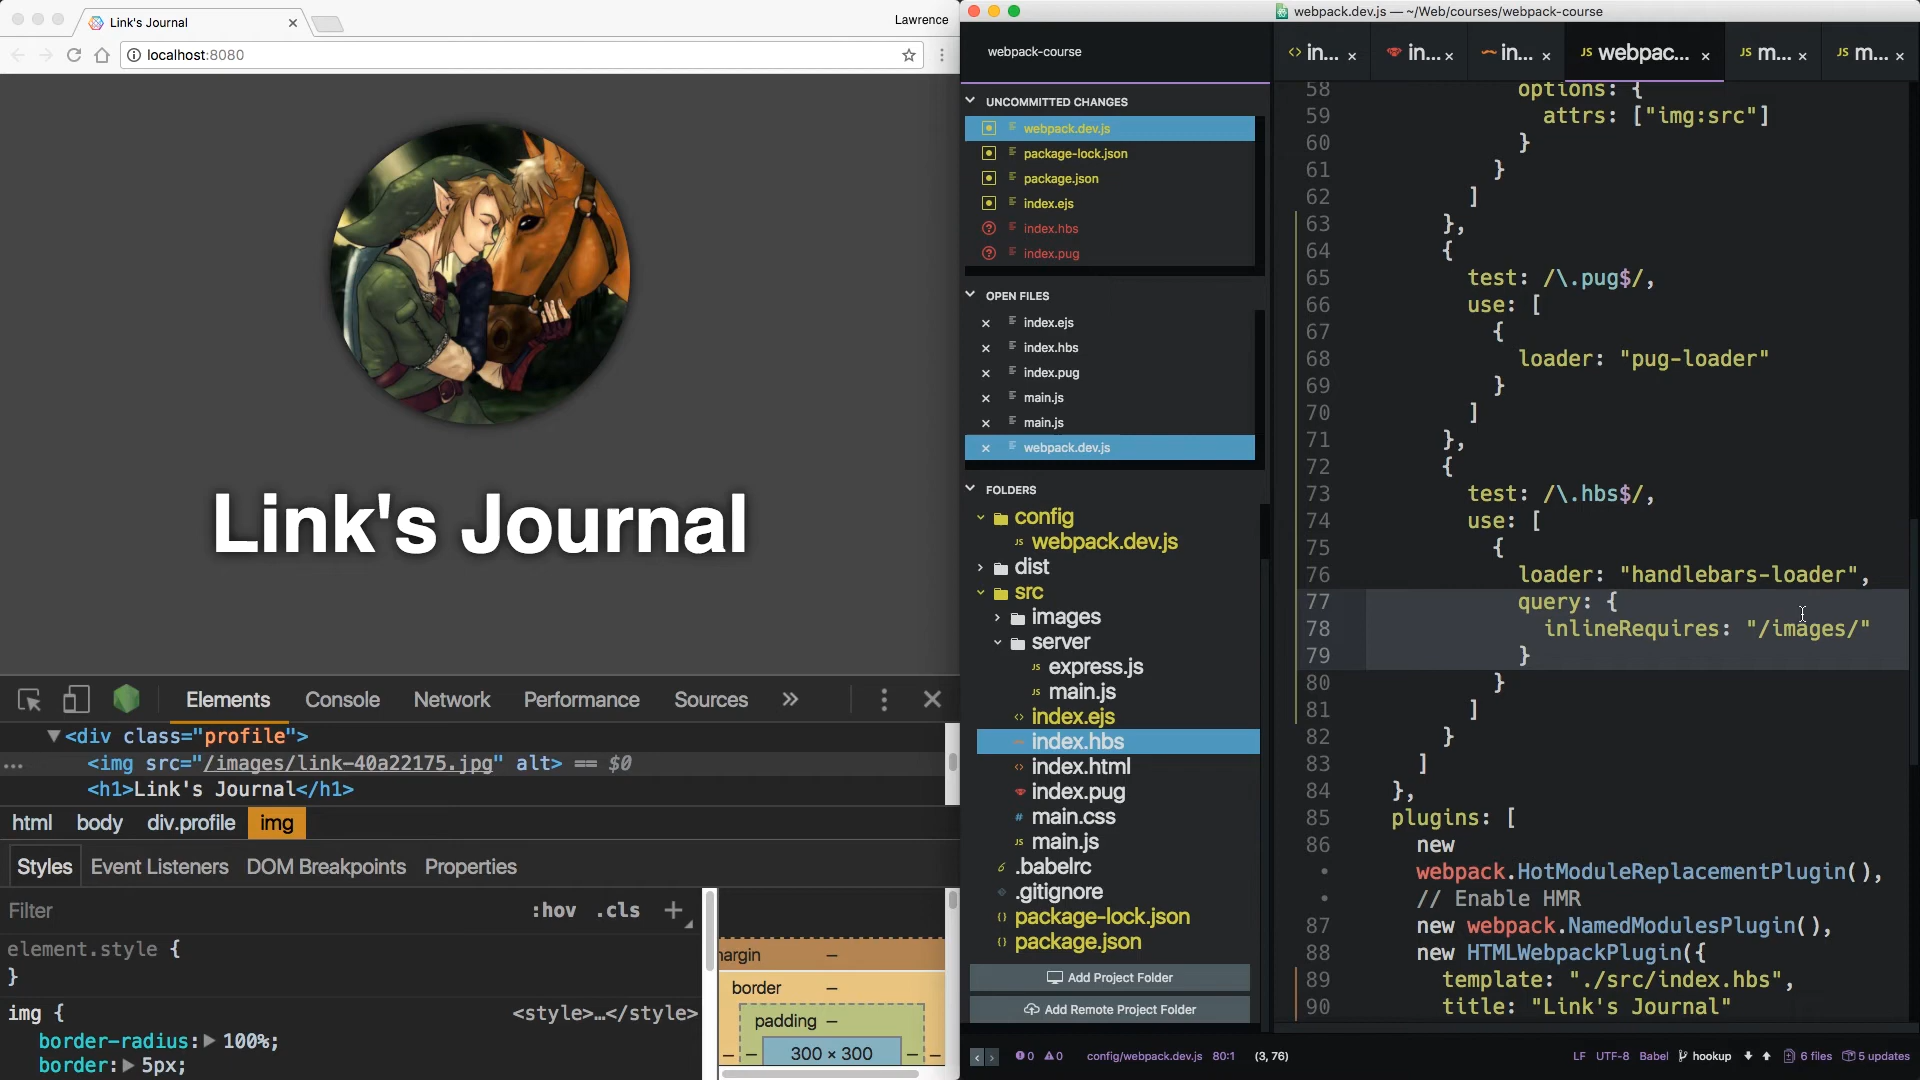 Link's Journal
Lawrence
localhost:8080
Link's Journal
Elements
Console
Network
Performance
Sources
<div class="profile">
<img src="/images/link-40a22175.jpg" alt> == $0
<h1>Link's Journal</h1>
html body div.profile img
Styles Event Listeners DOM Breakpoints Properties
Filter
:hov .cls
element.style {
}
img {
<style>…</style>
border-radius: 100%;
border: 5px;
border
padding
300 × 300
webpack.dev.js — ~/Web/courses/webpack-course
webpack-course
UNCOMMITTED CHANGES
webpack.dev.js
package-lock.json
package.json
index.ejs
index.hbs
index.pug
OPEN FILES
index.ejs
index.hbs
index.pug
main.js
main.js
webpack.dev.js
FOLDERS
config
webpack.dev.js
dist
src
images
server
express.js
main.js
index.ejs
index.hbs
index.html
index.pug
main.css
main.js
.babelrc
.gitignore
package-lock.json
package.json
Add Project Folder
Add Remote Project Folder
in... in... in... webpac... m... m...
58 options: {
59 attrs: ["img:src"]
60 }
61 }
62 ]
63 },
64 {
65 test: /\.pug$/,
66 use: [
67 {
68 loader: "pug-loader"
69 }
70 ]
71 },
72 {
73 test: /\.hbs$/,
74 use: [
75 {
76 loader: "handlebars-loader",
77 query: {
78 inlineRequires: "/images/"
79 }
80 }
81 ]
82 }
83 ]
84 },
85 plugins: [
86 new
webpack.HotModuleReplacementPlugin(),
// Enable HMR
87 new webpack.NamedModulesPlugin(),
88 new HTMLWebpackPlugin({
89 template: "./src/index.hbs",
90 title: "Link's Journal"
0 0 config/webpack.dev.js 80:1 (3, 76)
LF UTF-8 Babel hookup 6 files 5 updates